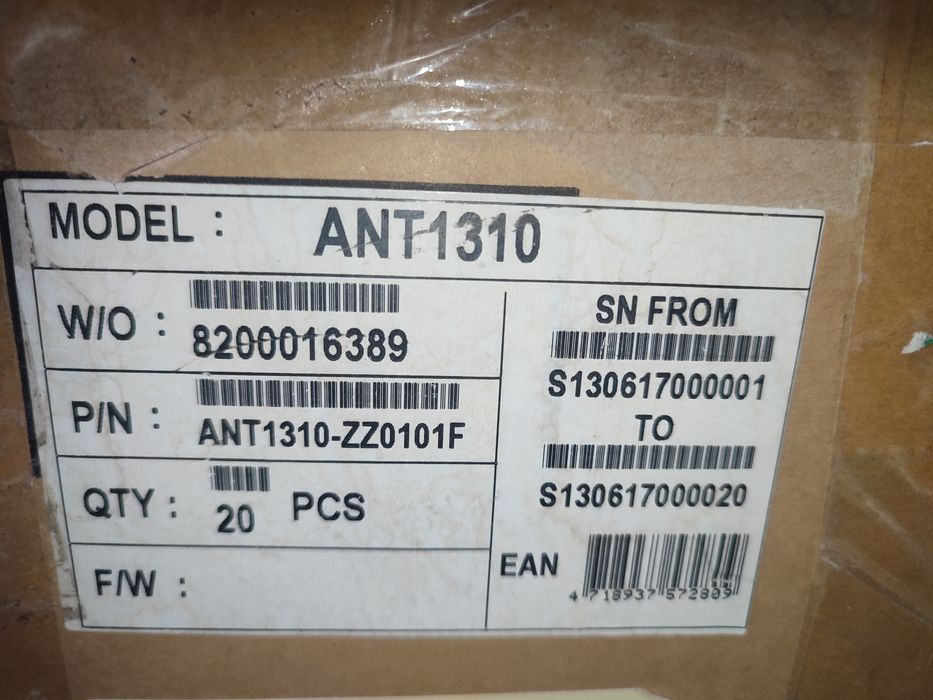 MODEL : ANT1310
W/O : 8200016389
P/N : ANT1310-ZZ0101F
QTY : 20 PCS
F/W :
SN FROM
S130617000001
TO
S130617000020
EAN 4 718937 572809